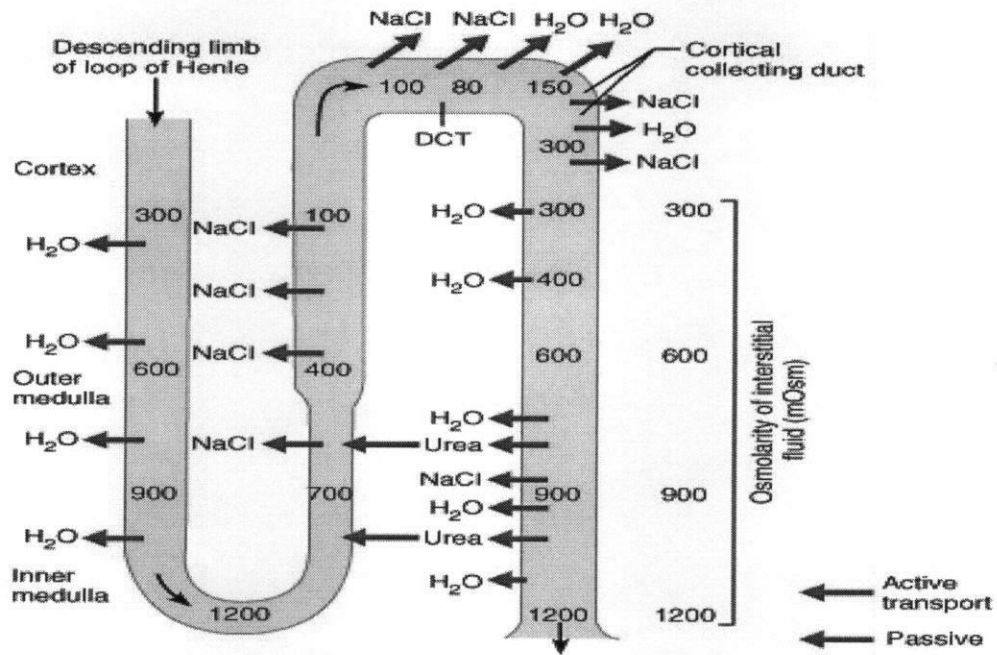 NaCl NaCl H₂O H₂O
Descending limb
of loop of Henle
Cortical
collecting duct
100 80 150
NaCl
DCT
H₂O
300
NaCl
Cortex
300
NaCl
100
H₂O
300
300
H₂O
NaCl
H₂O
400
H₂O
NaCl
600
400
600
600
Outer
medulla
H₂O
H₂O
NaCl
Urea
NaCl
900
700
900
900
H₂O
H₂O
Urea
Inner
medulla
H₂O
1200
1200
1200
Osmolarity of interstitial
fluid (mOsm)
Active
transport
Passive